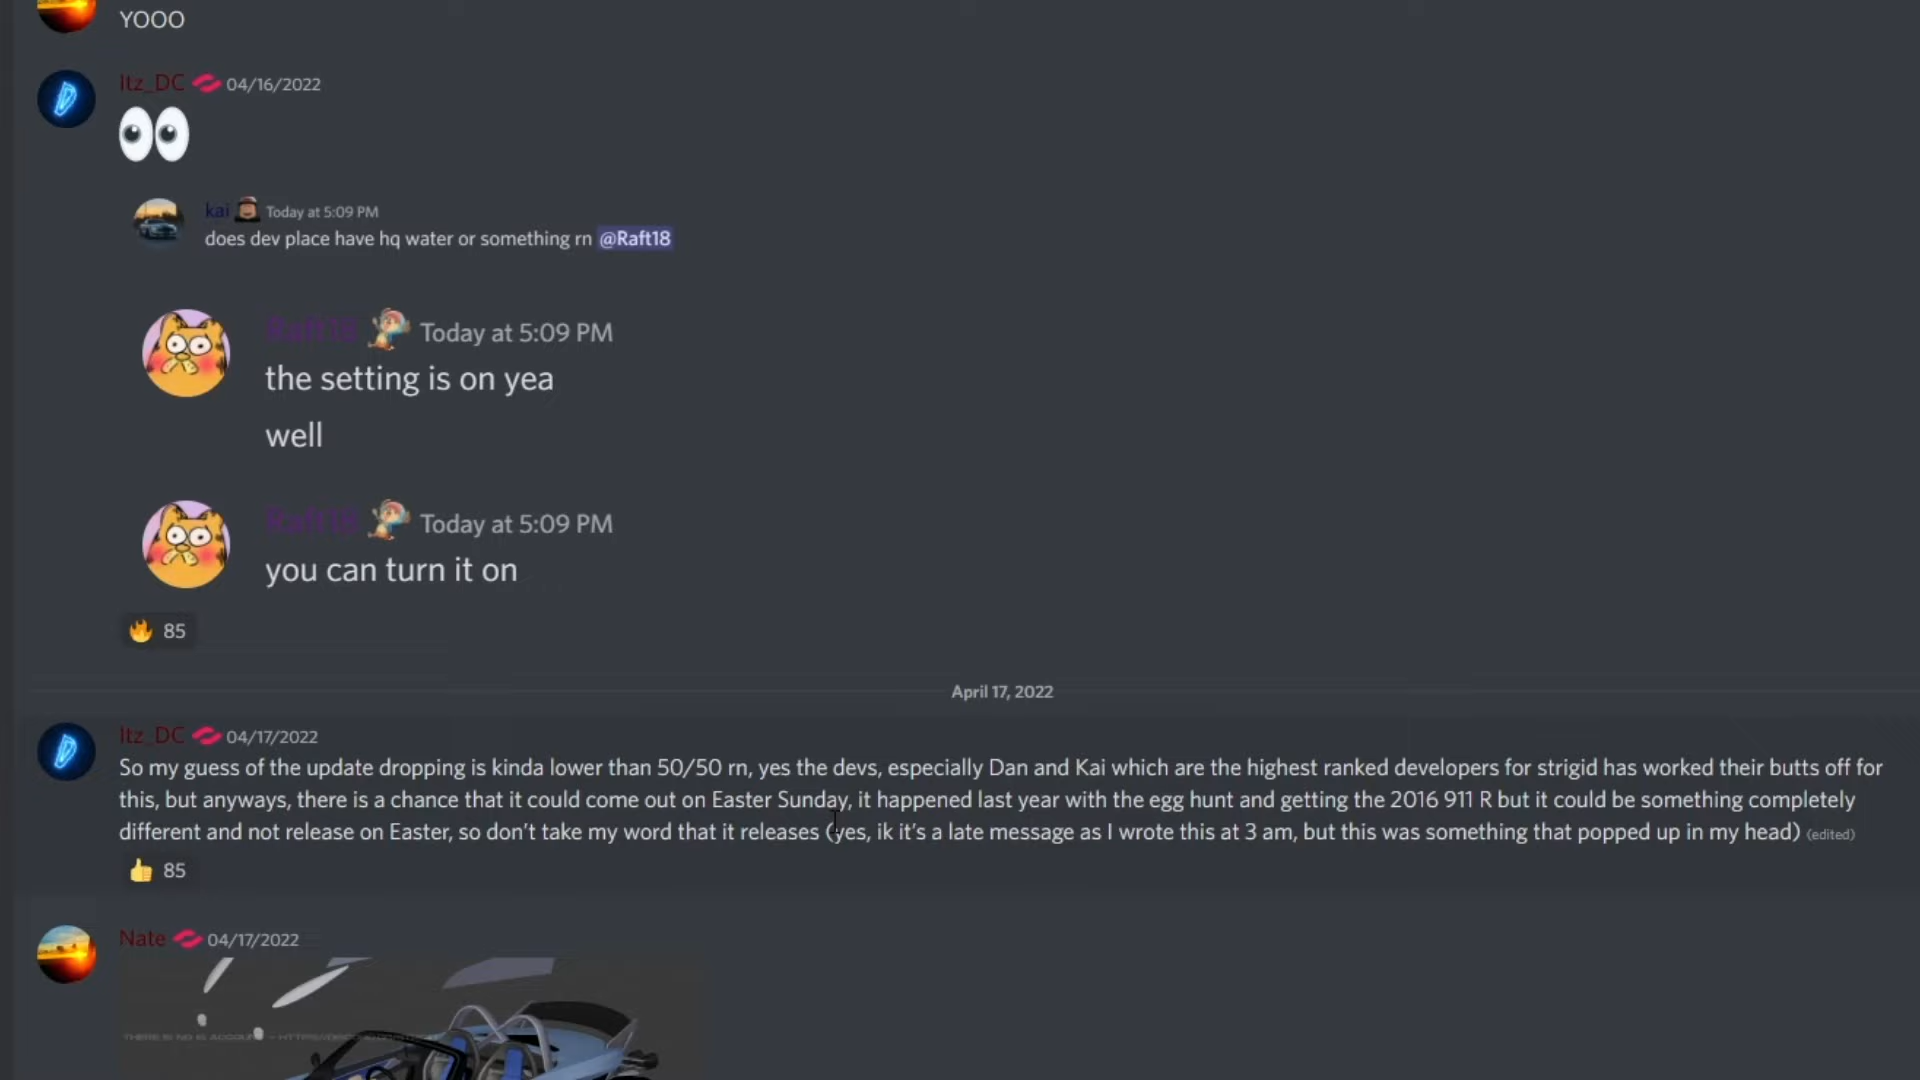 YOOO
Itz_DC 04/16/2022
kai Today at 5:09 PM
does dev place have hq water or something rn @Raft18
Raft18 Today at 5:09 PM
the setting is on yea
well
Raft18 Today at 5:09 PM
you can turn it on
85
April 17, 2022
Itz_DC 04/17/2022
So my guess of the update dropping is kinda lower than 50/50 rn, yes the devs, especially Dan and Kai which are the highest ranked developers for strigid has worked their butts off for
this, but anyways, there is a chance that it could come out on Easter Sunday, it happened last year with the egg hunt and getting the 2016 911 R but it could be something completely
different and not release on Easter, so don't take my word that it releases (yes, ik it's a late message as I wrote this at 3 am, but this was something that popped up in my head) (edited)
85
Nate 04/17/2022